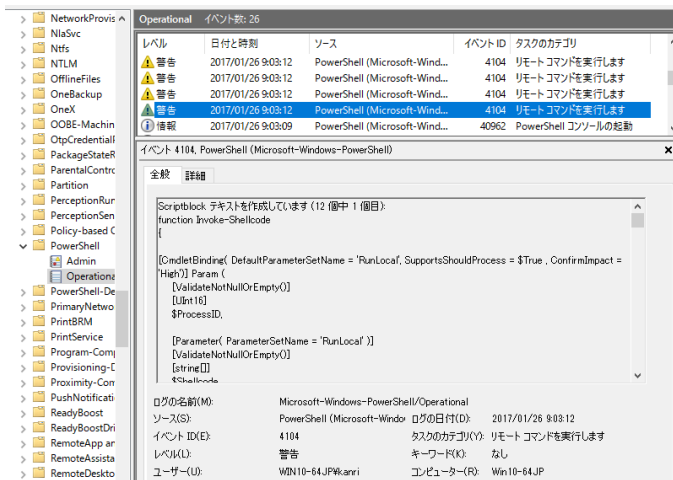 NetworkProvis
NlaSvc
Ntfs
NTLM
OfflineFiles
OneBackup
OneX
OOBE-Machin
OtpCredentialP
PackageStateR
ParentalContro
Partition
PerceptionRun
PerceptionSen
Policy-based Q
PowerShell
Admin
Operationa
PowerShell-De
PrimaryNetwo
PrintBRM
PrintService
Program-Comp
Provisioning-D
Proximity-Com
PushNotificati
ReadyBoost
ReadyBoostDri
RemoteApp an
RemoteAssista
RemoteDeskto
Operational イベント数: 26
レベル 日付と時刻 ソース イベント ID タスクのカテゴリ
警告 2017/01/26 9:03:12 PowerShell (Microsoft-Wind... 4104 リモート コマンドを実行します
警告 2017/01/26 9:03:12 PowerShell (Microsoft-Wind... 4104 リモート コマンドを実行します
警告 2017/01/26 9:03:12 PowerShell (Microsoft-Wind... 4104 リモート コマンドを実行します
警告 2017/01/26 9:03:12 PowerShell (Microsoft-Wind... 4104 リモート コマンドを実行します
情報 2017/01/26 9:03:09 PowerShell (Microsoft-Wind... 40962 PowerShell コンソールの起動
イベント 4104, PowerShell (Microsoft-Windows-PowerShell)
全般 詳細
Scriptblock テキストを作成しています (12 個中 1 個目):
function Invoke-Shellcode
{
[CmdletBinding( DefaultParameterSetName = 'RunLocal', SupportsShouldProcess = $True , ConfirmImpact =
'High')] Param (
[ValidateNotNullOrEmpty()]
[UInt16]
$ProcessID,
[Parameter( ParameterSetName = 'RunLocal' )]
[ValidateNotNullOrEmpty()]
[string[]]
$Shellcode
ログの名前(M): Microsoft-Windows-PowerShell/Operational
ソース(S): PowerShell (Microsoft-Windov ログの日付(D): 2017/01/26 9:03:12
イベント ID(E): 4104 タスクのカテゴリ(Y): リモート コマンドを実行します
レベル(L): 警告 キーワード(K): なし
ユーザー(U): WIN10-64JP¥kanri コンピューター(R): Win10-64JP